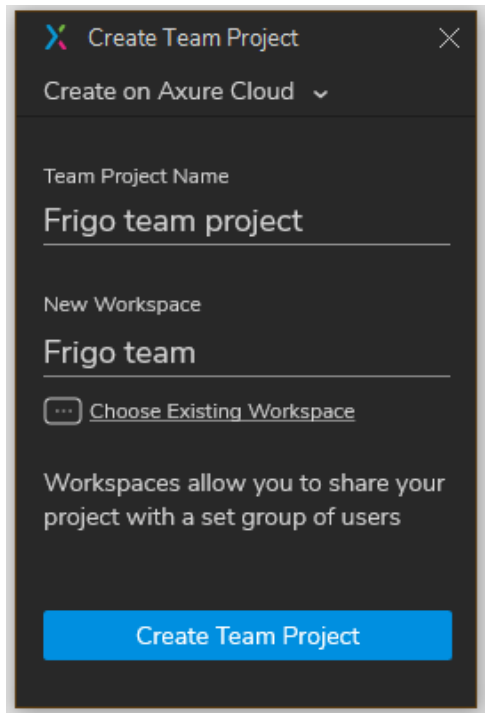 Create Team Project
Create on Axure Cloud
Team Project Name
Frigo team project
New Workspace
Frigo team
Choose Existing Workspace
Workspaces allow you to share your
project with a set group of users
Create Team Project